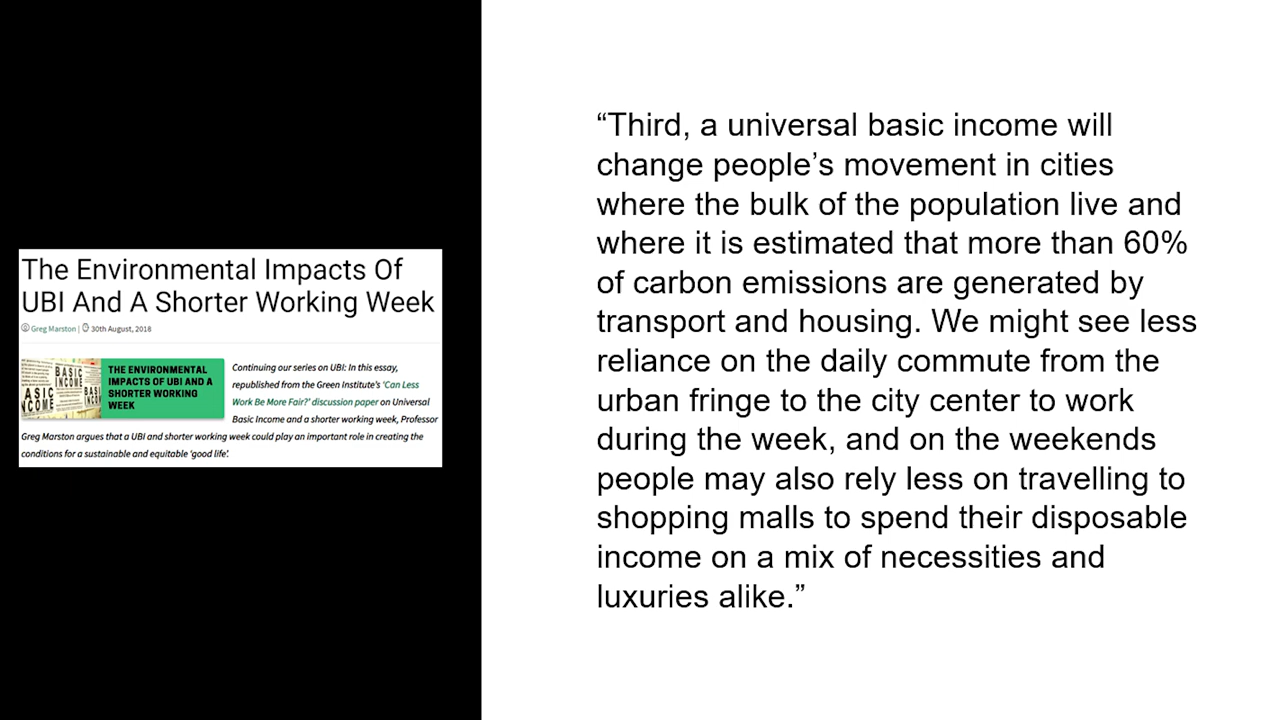 The Environmental Impacts Of
UBI And A Shorter Working Week
Greg Marston | 30th August, 2018
BASIC
INCOME
BASIC
INCOME
THE ENVIRONMENTAL
IMPACTS OF UBI AND A
SHORTER WORKING
WEEK
Continuing our series on UBI: In this essay,
republished from the Green Institute's 'Can Less
Work Be More Fair?' discussion paper on Universal
Basic Income and a shorter working week, Professor
Greg Marston argues that a UBI and shorter working week could play an important role in creating the
conditions for a sustainable and equitable 'good life'.
“Third, a universal basic income will
change people’s movement in cities
where the bulk of the population live and
where it is estimated that more than 60%
of carbon emissions are generated by
transport and housing. We might see less
reliance on the daily commute from the
urban fringe to the city center to work
during the week, and on the weekends
people may also rely less on travelling to
shopping malls to spend their disposable
income on a mix of necessities and
luxuries alike.”